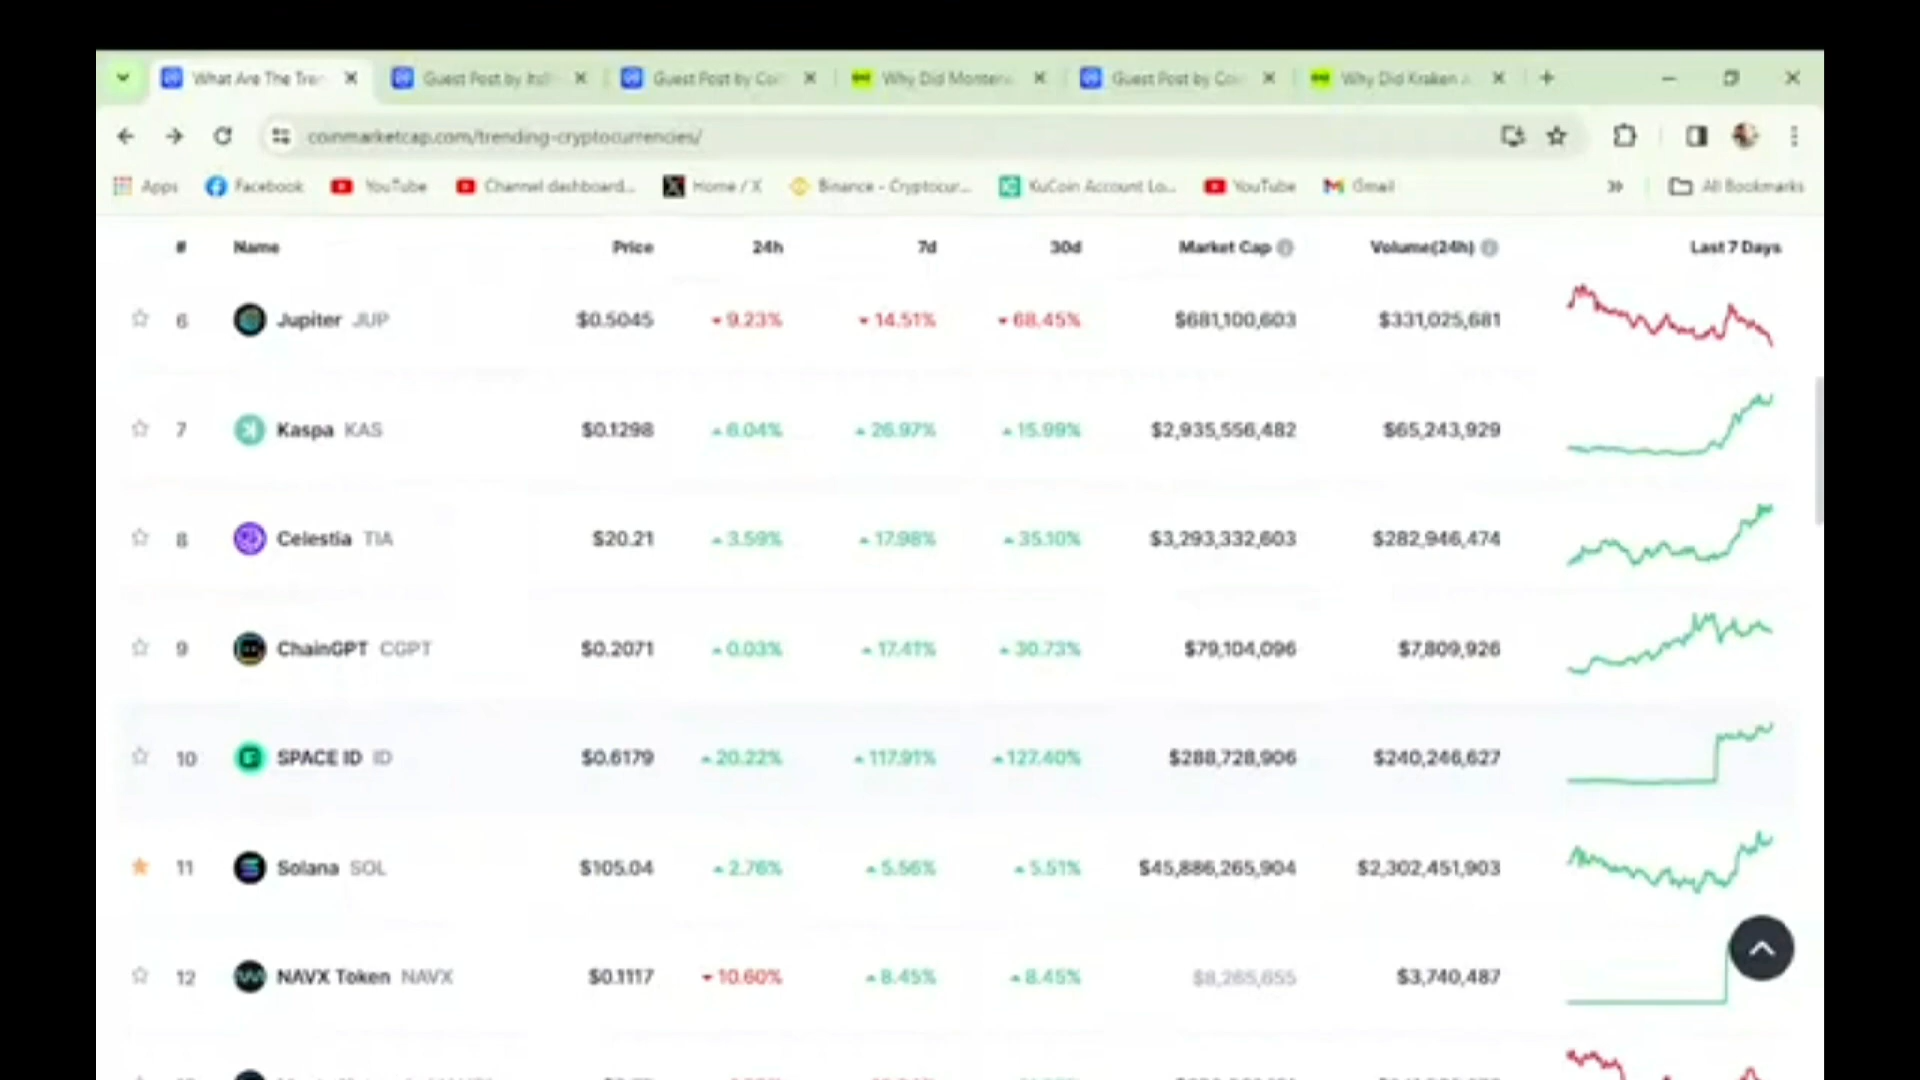 What Are The Tren
Guest Post by ItsB
Guest Post by Coi
Why Did Montene
Guest Post by Coi
Why Did Kraken A
coinmarketcap.com/trending-cryptocurrencies/
Apps Facebook YouTube Channel dashboard... Home / X Binance - Cryptocur... KuCoin Account Lo... YouTube Gmail All Bookmarks
# Name Price 24h 7d 30d Market Cap Volume(24h) Last 7 Days
6 Jupiter JUP $0.5045 9.23% 14.51% 68.45% $681,100,603 $331,025,681
7 Kaspa KAS $0.1298 6.04% 26.97% 15.99% $2,935,556,482 $65,243,929
8 Celestia TIA $20.21 3.59% 17.98% 35.10% $3,293,332,603 $282,946,474
9 ChainGPT CGPT $0.2071 0.03% 17.41% 30.73% $79,104,096 $7,809,926
10 SPACE ID ID $0.6179 20.22% 117.91% 127.40% $288,728,906 $240,246,627
11 Solana SOL $105.04 2.76% 5.56% 5.51% $45,886,265,904 $2,302,451,903
12 NAVX Token NAVX $0.1117 10.60% 8.45% 8.45% $8,265,655 $3,740,487